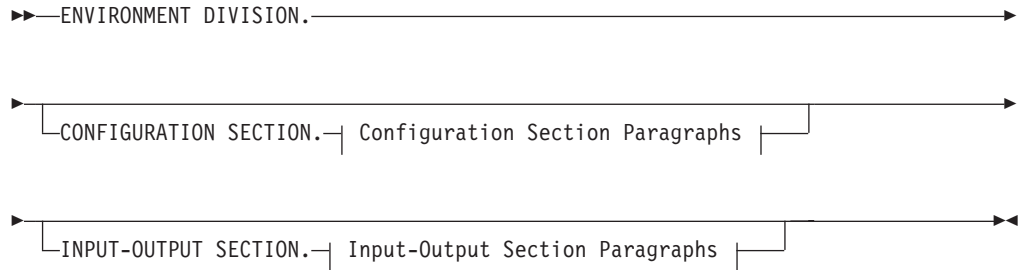 ENVIRONMENT DIVISION.
CONFIGURATION SECTION. Configuration Section Paragraphs
INPUT-OUTPUT SECTION. Input-Output Section Paragraphs